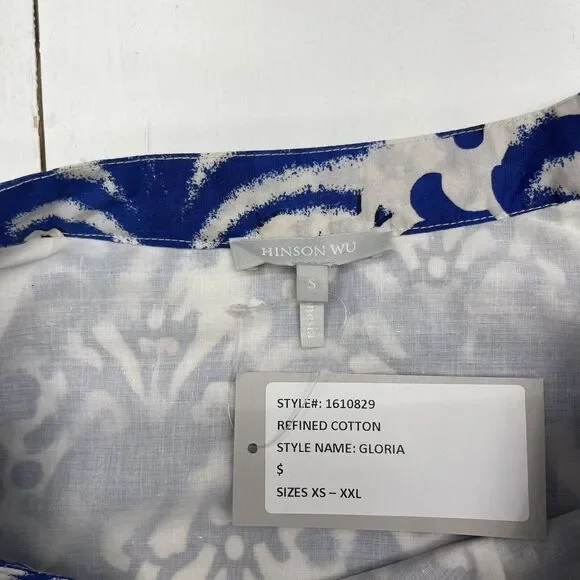 HINSON WU
S
STYLE#: 1610829
REFINED COTTON
STYLE NAME: GLORIA
$
SIZES XS – XXL